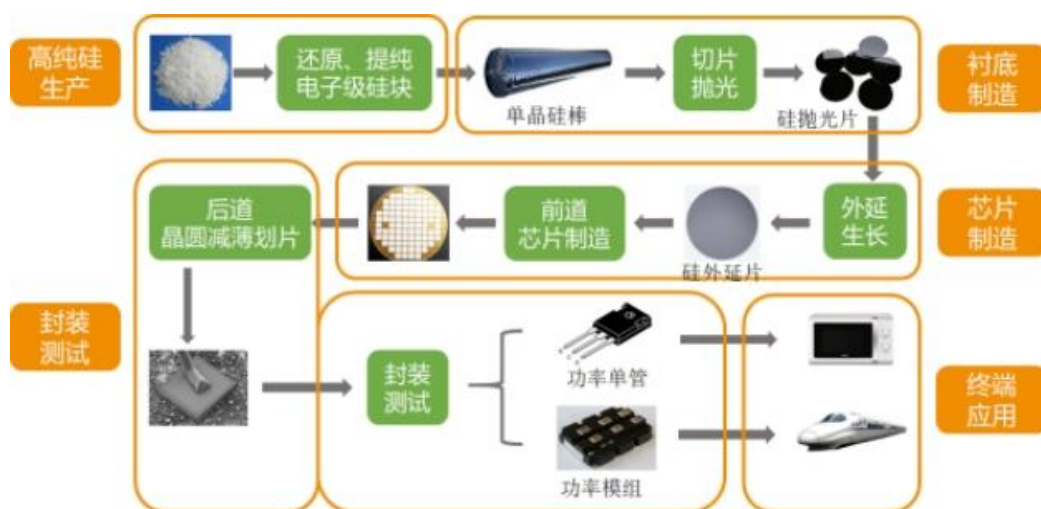 高纯硅
生产
还原、提纯
电子级硅块
单晶硅棒
切片
抛光
硅抛光片
衬底
制造
后道
晶圆减薄划片
前道
芯片制造
硅外延片
外延
生长
芯片
制造
封装
测试
封装
测试
功率单管
功率模组
终端
应用